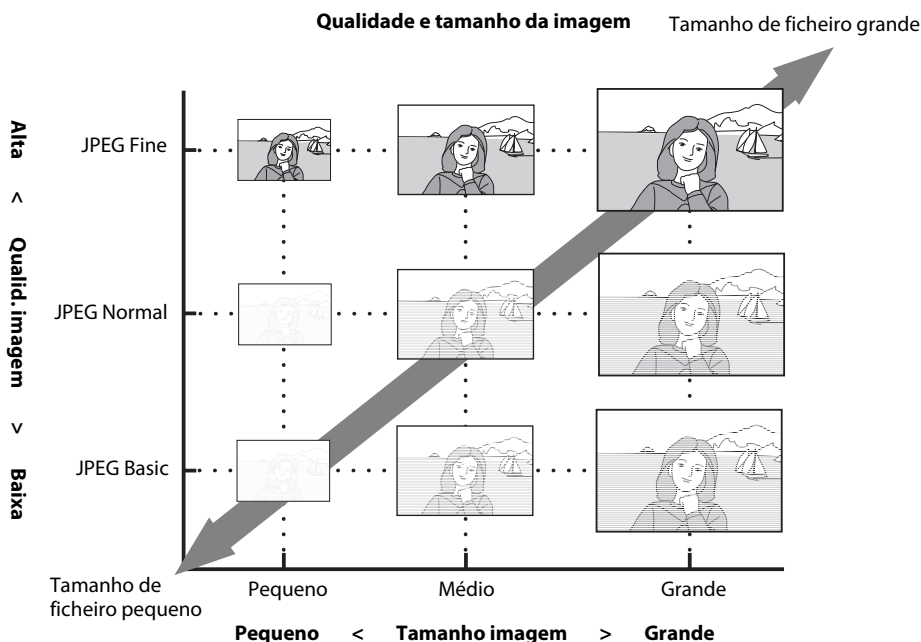 Qualidade e tamanho da imagem
Tamanho de ficheiro grande
Alta < Qualid. imagem > Baixa
JPEG Fine
JPEG Normal
JPEG Basic
Tamanho de
ficheiro pequeno
Pequeno Médio Grande
Pequeno < Tamanho imagem > Grande